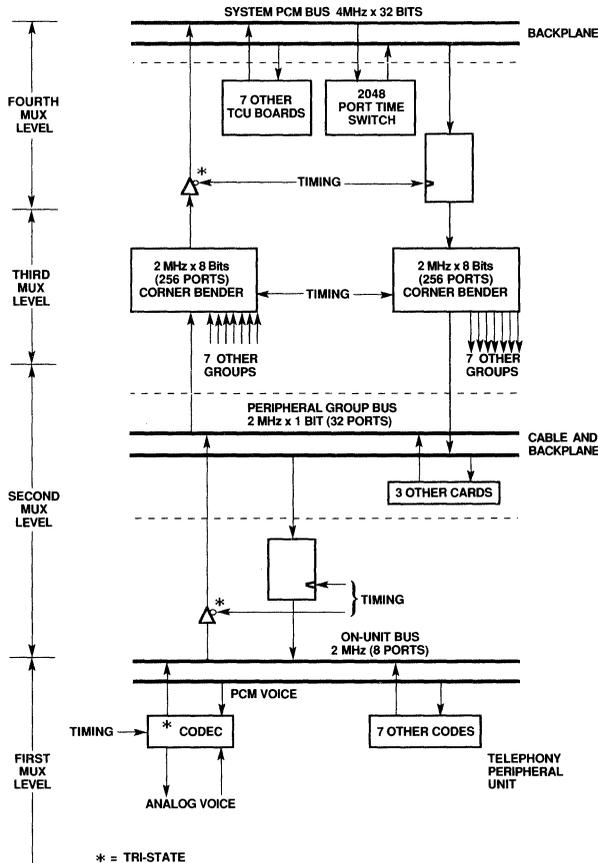 SYSTEM PCM BUS 4MHz x 32 BITS
BACKPLANE
FOURTH
MUX
LEVEL
7 OTHER
TCU BOARDS
2048
PORT TIME
SWITCH
*
TIMING
THIRD
MUX
LEVEL
2 MHz x 8 Bits
(256 PORTS)
CORNER BENDER
TIMING
2 MHz x 8 Bits
(256 PORTS)
CORNER BENDER
7 OTHER
GROUPS
7 OTHER
GROUPS
PERIPHERAL GROUP BUS
2 MHz x 1 BIT (32 PORTS)
CABLE AND
BACKPLANE
SECOND
MUX
LEVEL
3 OTHER CARDS
*
TIMING
ON-UNIT BUS
2 MHz (8 PORTS)
PCM VOICE
TIMING
* CODEC
7 OTHER CODES
FIRST
MUX
LEVEL
TELEPHONY
PERIPHERAL
UNIT
ANALOG VOICE
* = TRI-STATE